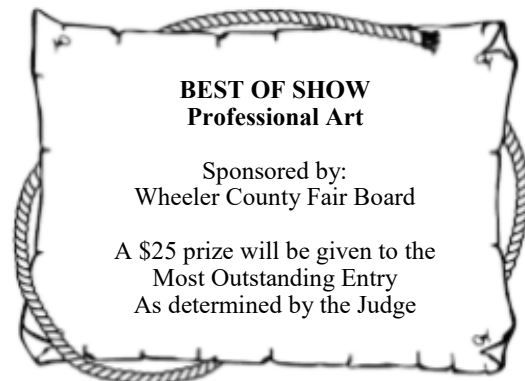 BEST OF SHOW
Professional Art
Sponsored by:
Wheeler County Fair Board
A $25 prize will be given to the
Most Outstanding Entry
As determined by the Judge